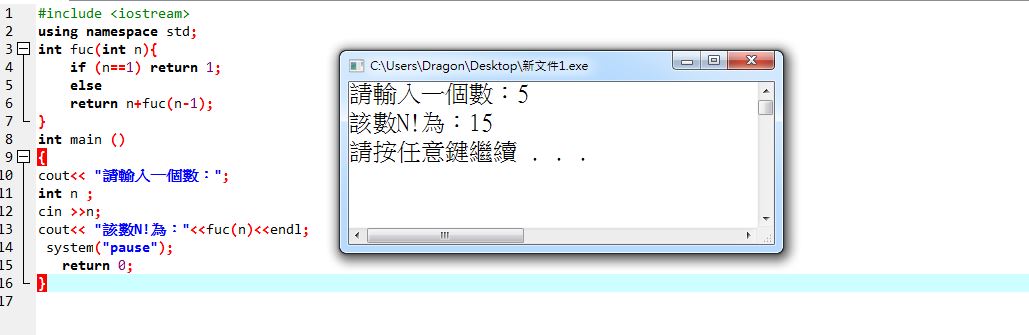 1 #include <iostream>
2 using namespace std;
3 int fuc(int n){
4 if (n==1) return 1;
5 else
6 return n+fuc(n-1);
7 }
8 int main ()
9 {
10 cout<< "請輸入一個數：";
11 int n ;
12 cin >>n;
13 cout<< "該數N!為："<<fuc(n)<<endl;
14 system("pause");
15 return 0;
16 }
17
C:\Users\Dragon\Desktop\新文件1.exe
請輸入一個數：5
該數N!為：15
請按任意鍵繼續 . . .